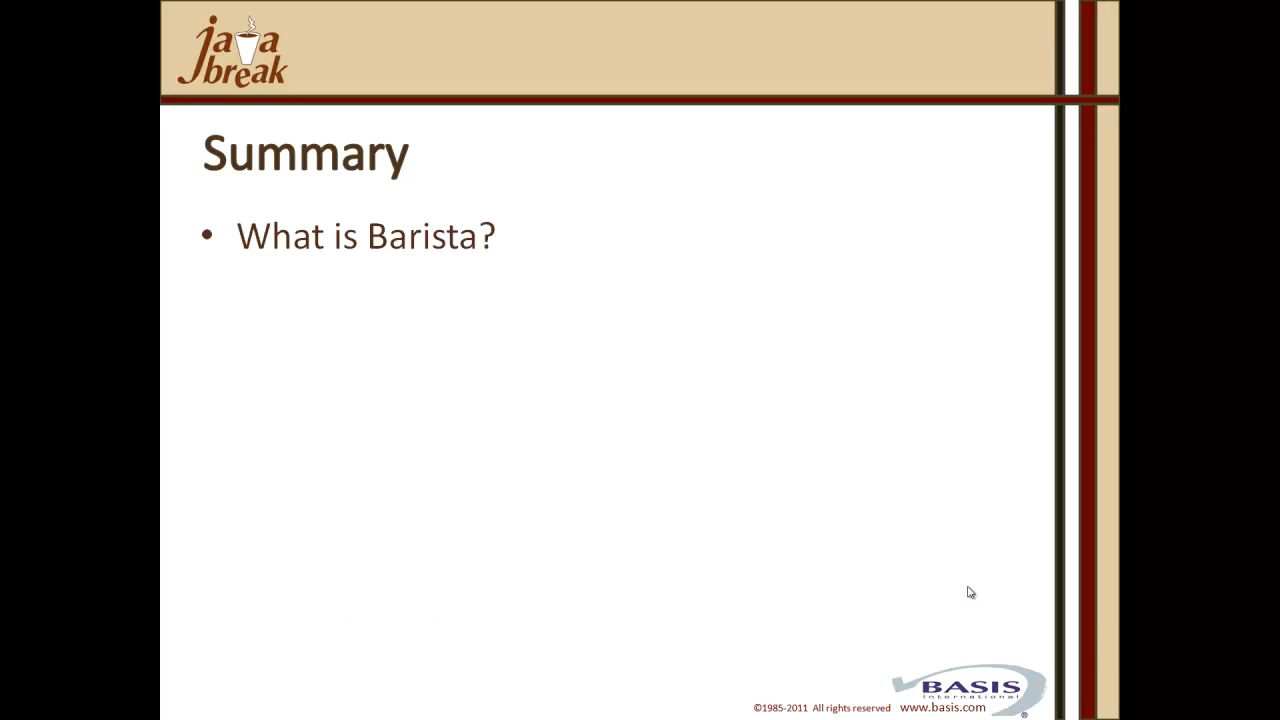 java
break
Summary
• What is Barista?
BASIS
International
®
©1985-2011 All rights reserved www.basis.com